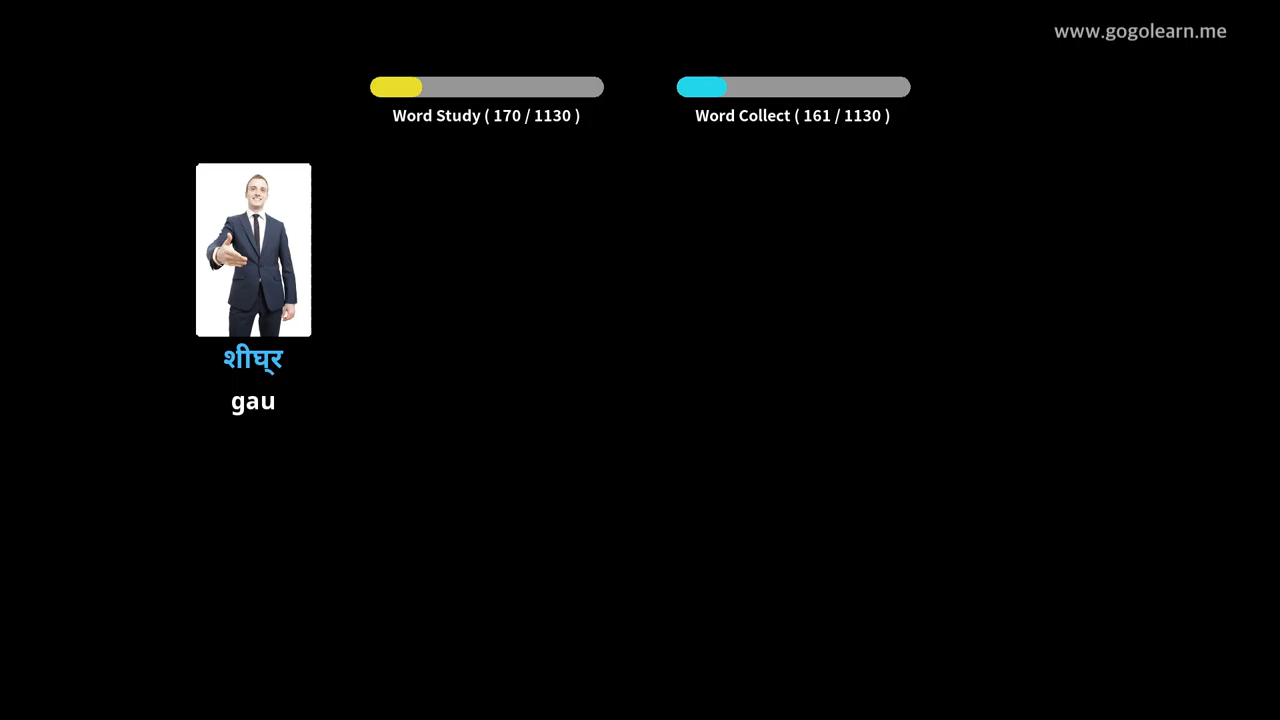 www.gogolearn.me
Word Study ( 170 / 1130 )
Word Collect ( 161 / 1130 )
शीघ्र
gau